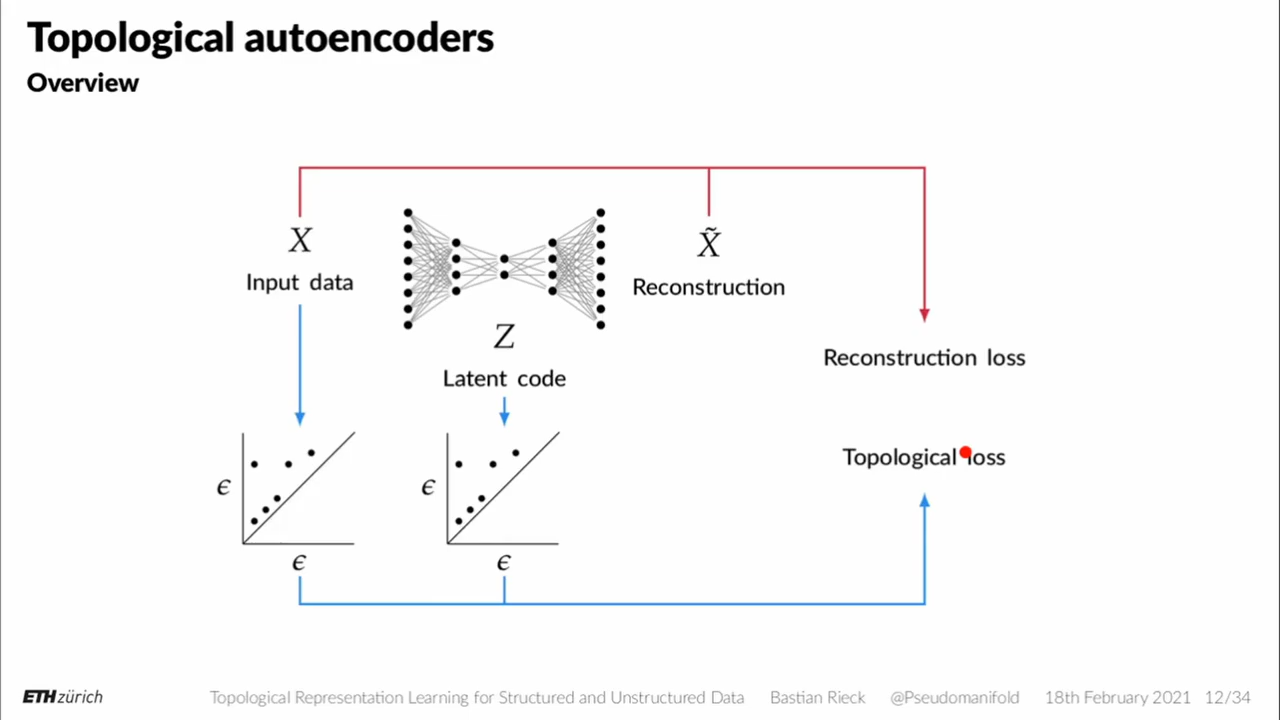 Topological autoencoders
Overview
X
Input data
X̃
Reconstruction
Z
Latent code
Reconstruction loss
Topological loss
ϵ
ϵ
ϵ
ϵ
ETH zürich
Topological Representation Learning for Structured and Unstructured Data Bastian Rieck @Pseudomanifold 18th February 2021 12/34